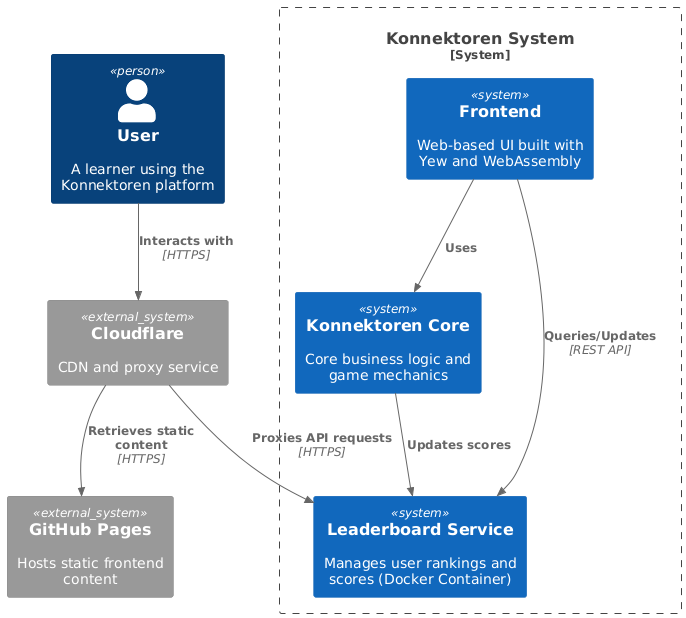 Konnektoren System
[System]
«person»
User
A learner using the
Konnektoren platform
«system»
Frontend
Web-based UI built with
Yew and WebAssembly
Interacts with
[HTTPS]
Uses
«external_system»
Cloudflare
CDN and proxy service
«system»
Konnektoren Core
Core business logic and
game mechanics
Queries/Updates
[REST API]
Retrieves static
content
[HTTPS]
Proxies API requests
[HTTPS]
Updates scores
«external_system»
GitHub Pages
Hosts static frontend
content
«system»
Leaderboard Service
Manages user rankings and
scores (Docker Container)